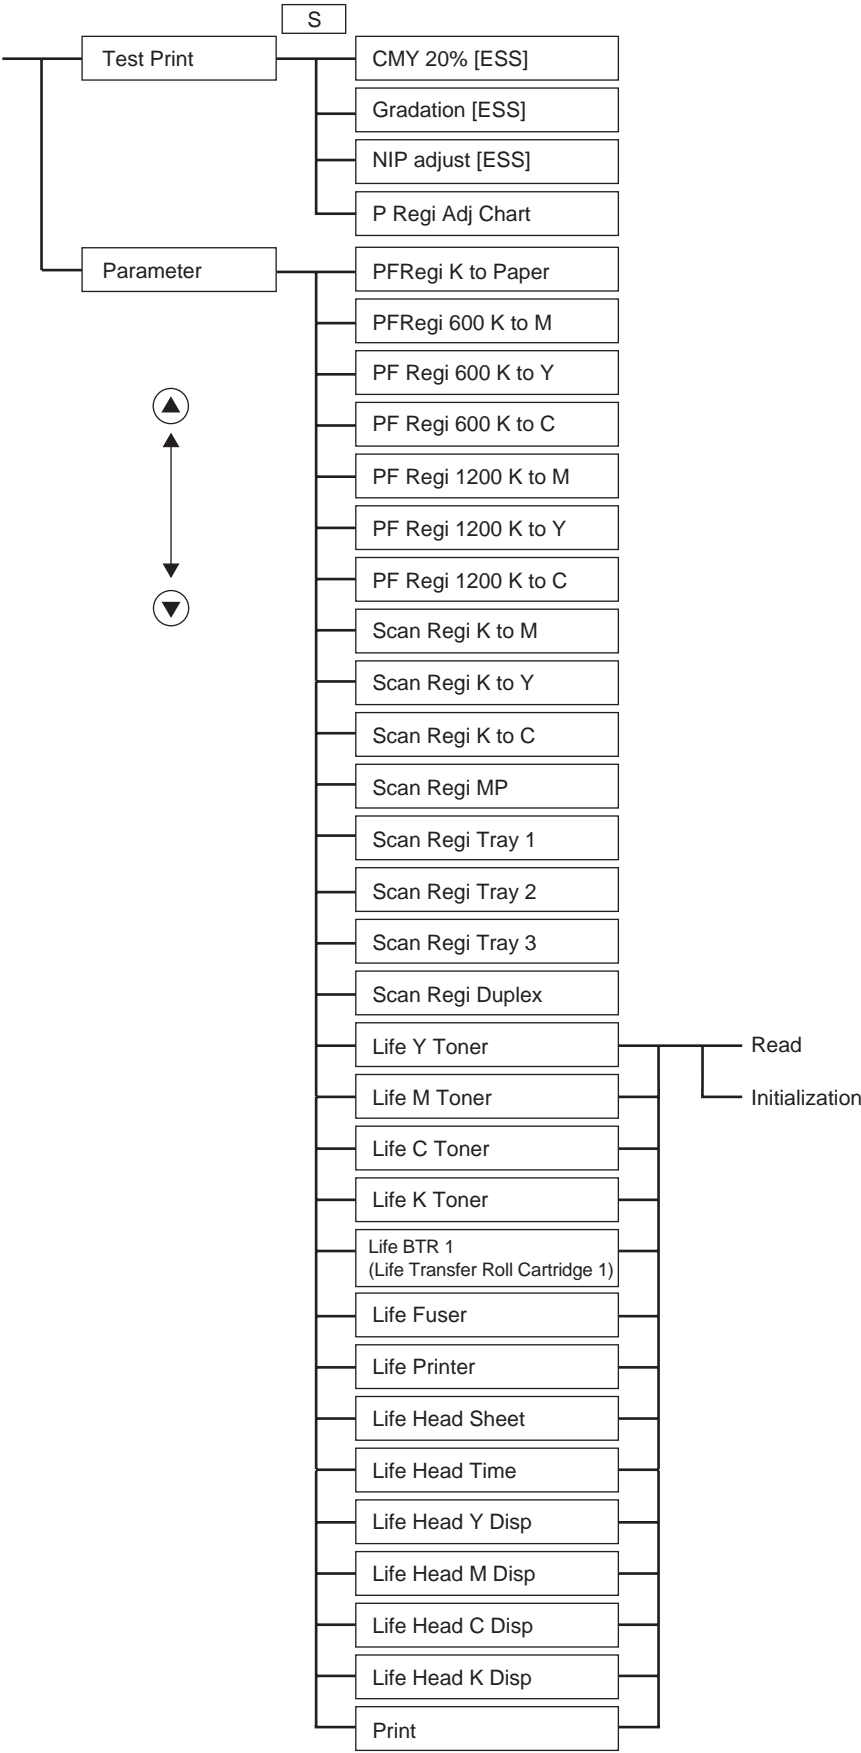 S
Test Print
CMY 20% [ESS]
Gradation [ESS]
NIP adjust [ESS]
P Regi Adj Chart
Parameter
PFRegi K to Paper
PFRegi 600 K to M
PF Regi 600 K to Y
PF Regi 600 K to C
PF Regi 1200 K to M
PF Regi 1200 K to Y
PF Regi 1200 K to C
Scan Regi K to M
Scan Regi K to Y
Scan Regi K to C
Scan Regi MP
Scan Regi Tray 1
Scan Regi Tray 2
Scan Regi Tray 3
Scan Regi Duplex
Life Y Toner
Read
Life M Toner
Initialization
Life C Toner
Life K Toner
Life BTR 1
(Life Transfer Roll Cartridge 1)
Life Fuser
Life Printer
Life Head Sheet
Life Head Time
Life Head Y Disp
Life Head M Disp
Life Head C Disp
Life Head K Disp
Print